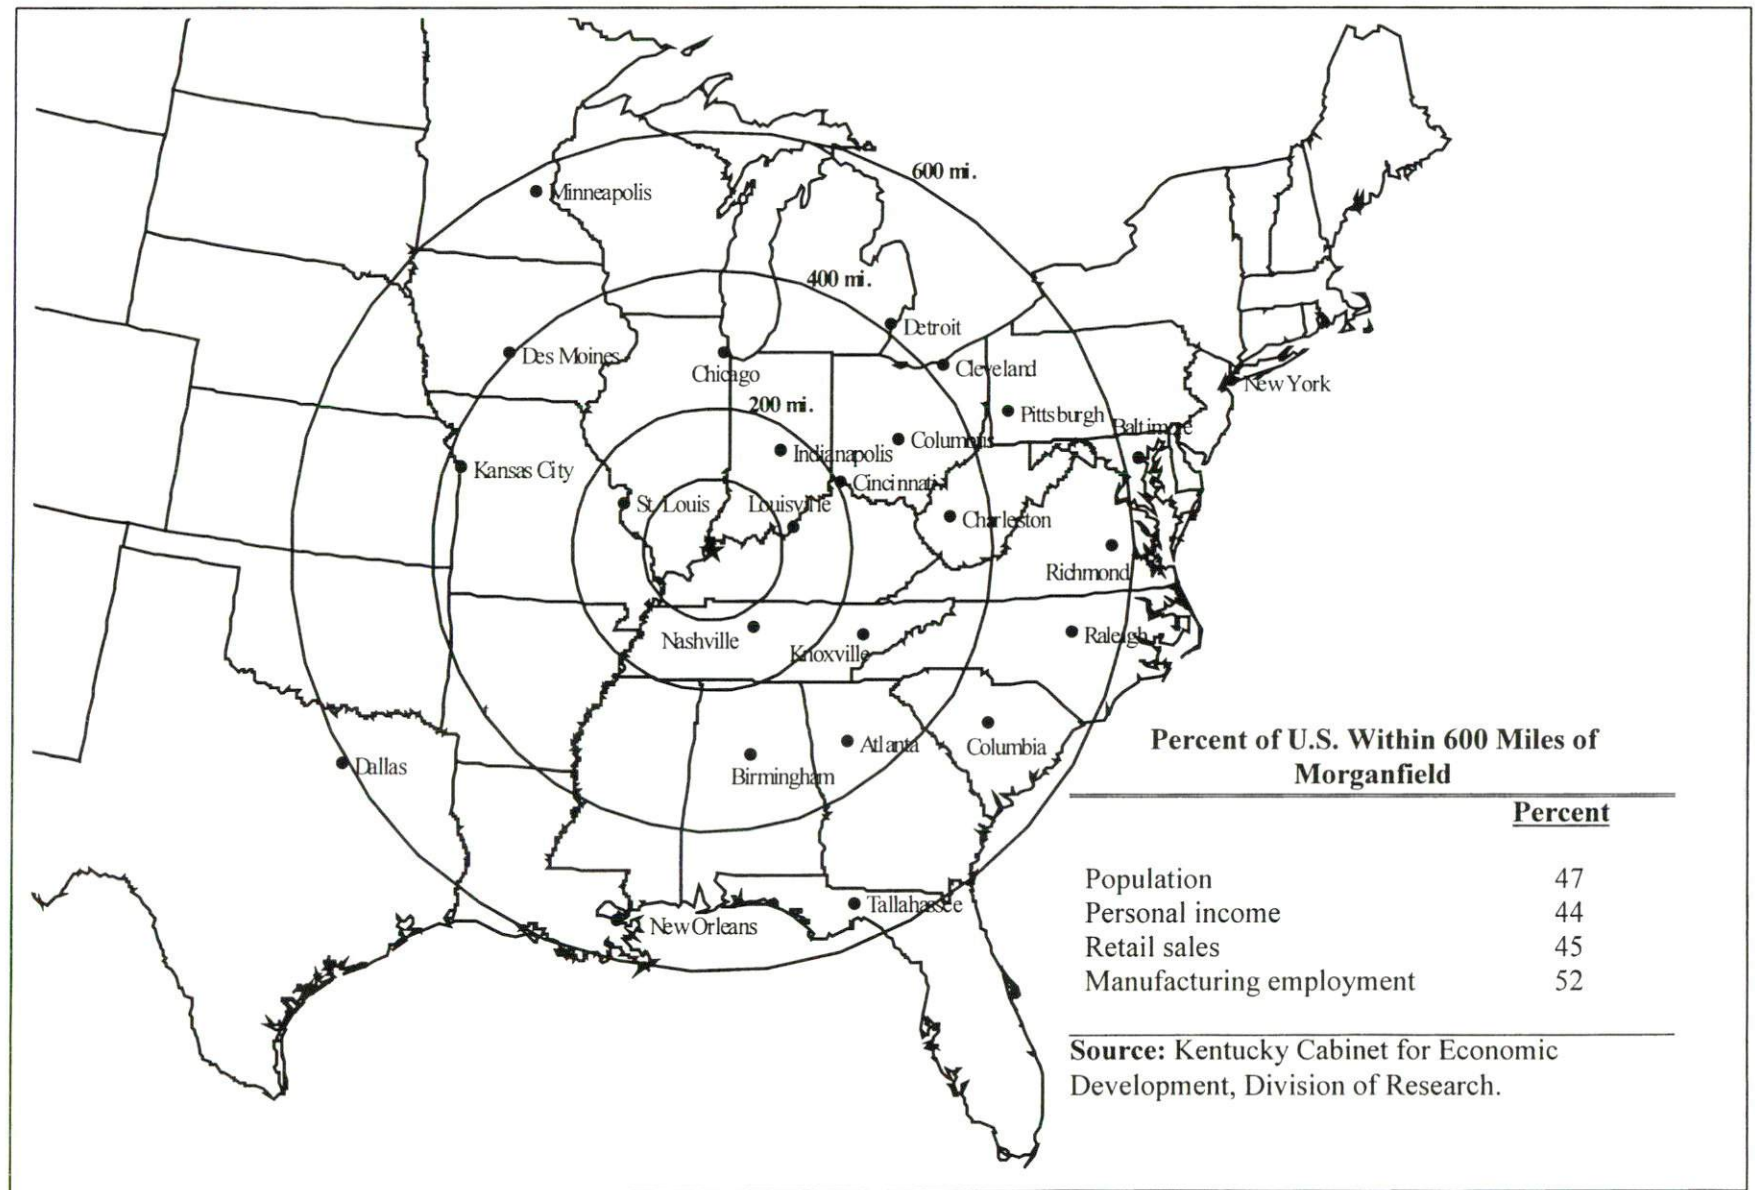 600 mi.
Minneapolis
400 mi.
Detroit
Des Moines
Cleveland
Chicago
New York
200 mi.
Pittsburgh
Baltimore
Columbus
Indianapolis
Kansas City
Cincinnati
St. Louis
Louisville
Charleston
Richmond
Nashville
Raleigh
Knoxville
Atlanta
Columbia
Dallas
Birmingham
Tallahassee
New Orleans
Percent of U.S. Within 600 Miles of
Morganfield
Percent
Population 47
Personal income 44
Retail sales 45
Manufacturing employment 52
Source: Kentucky Cabinet for Economic
Development, Division of Research.